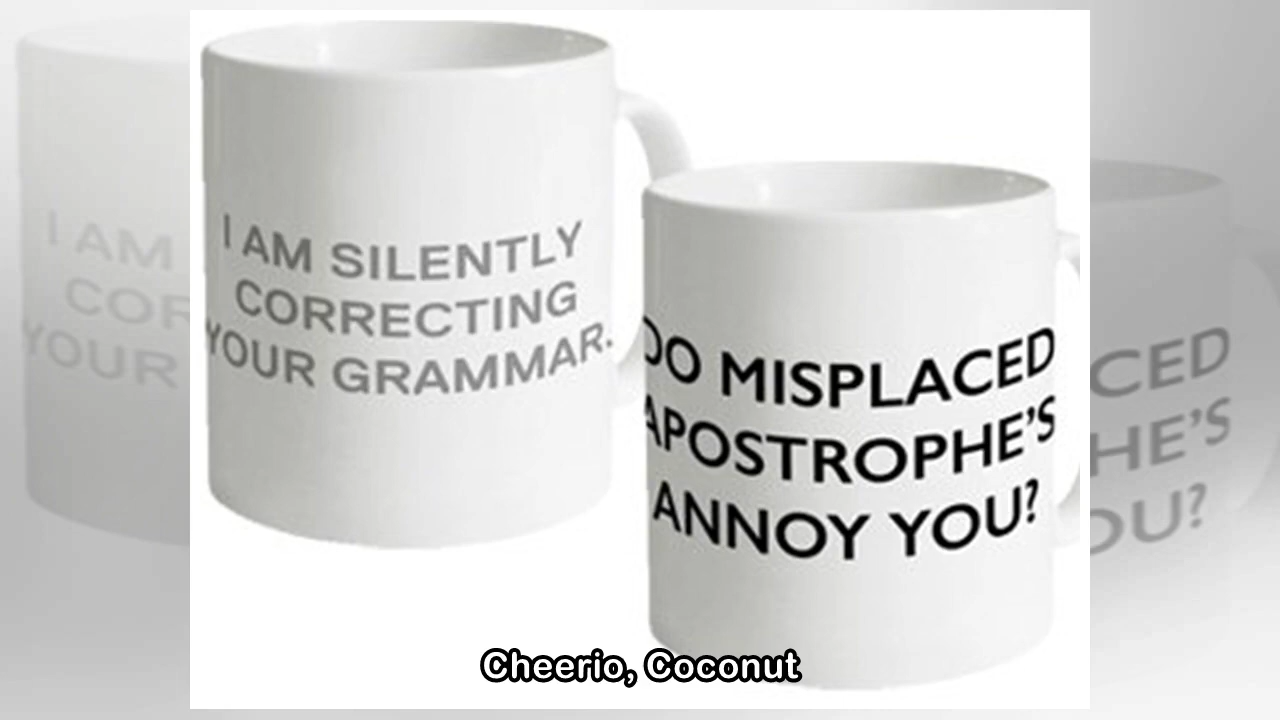 I AM SILENTLY
CORRECTING
YOUR GRAMMAR.
DO MISPLACED
APOSTROPHE'S
ANNOY YOU?
Cheerio, Coconut